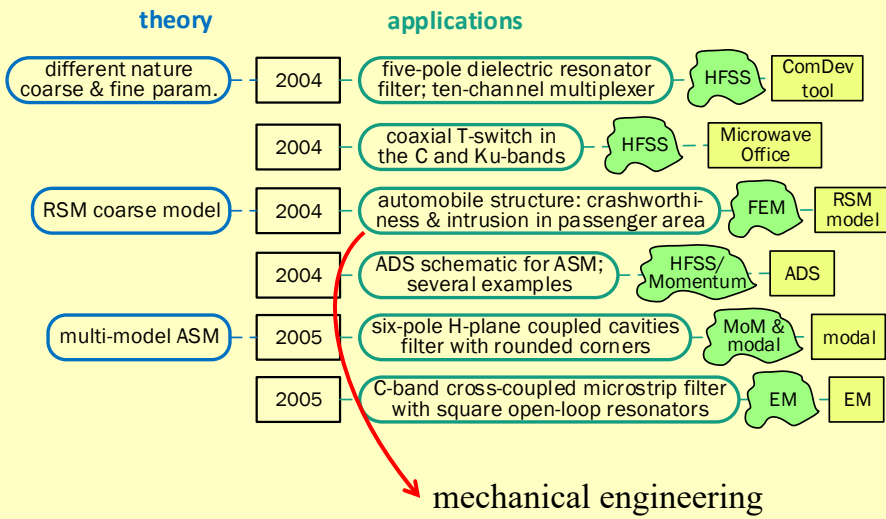 theory
applications
different nature
coarse & fine param.
2004
five-pole dielectric resonator
filter; ten-channel multiplexer
HFSS
ComDev
tool
2004
coaxial T-switch in
the C and Ku-bands
HFSS
Microwave
Office
RSM coarse model
2004
automobile structure: crashworthi-
ness & intrusion in passenger area
FEM
RSM
model
2004
ADS schematic for ASM;
several examples
HFSS/
Momentum
ADS
multi-model ASM
2005
six-pole H-plane coupled cavities
filter with rounded corners
MoM &
modal
modal
2005
C-band cross-coupled microstrip filter
with square open-loop resonators
EM
EM
mechanical engineering